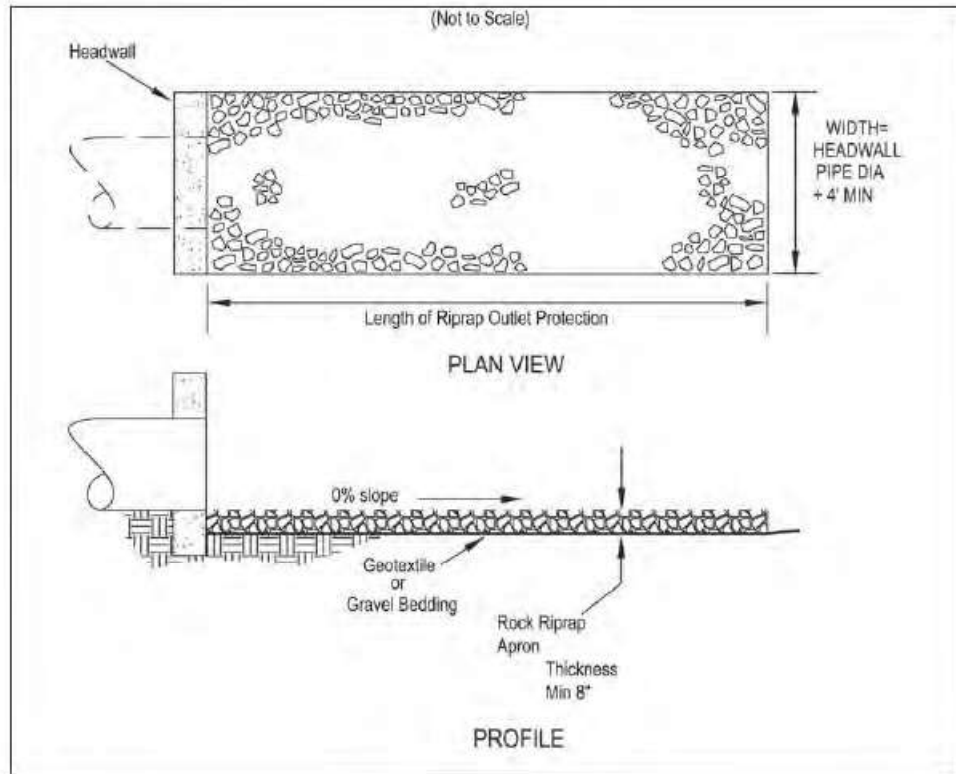 (Not to Scale)
Headwall
WIDTH=
HEADWALL
PIPE DIA
+ 4' MIN
Length of Riprap Outlet Protection
PLAN VIEW
0% slope
Geotextile
or
Gravel Bedding
Rock Riprap
Apron
Thickness
Min 8"
PROFILE